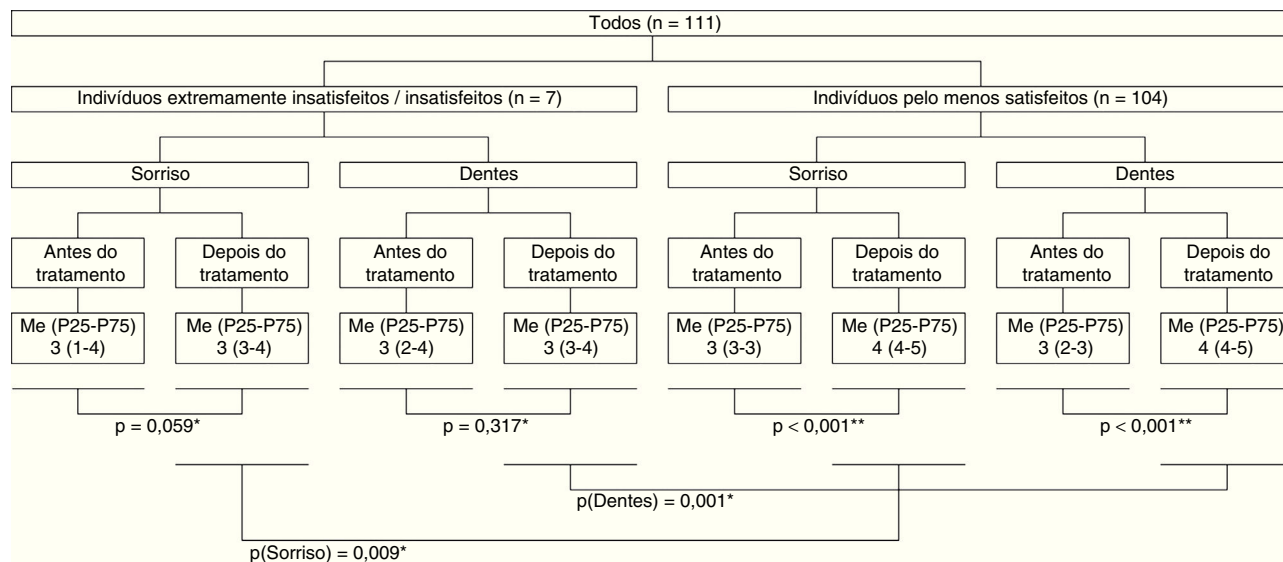 Todos (n = 111)
Indivíduos extremamente insatisfeitos / insatisfeitos (n = 7)
Indivíduos pelo menos satisfeitos (n = 104)
Sorriso
Dentes
Sorriso
Dentes
Antes do
tratamento
Depois do
tratamento
Antes do
tratamento
Depois do
tratamento
Antes do
tratamento
Depois do
tratamento
Antes do
tratamento
Depois do
tratamento
Me (P25-P75)
3 (1-4)
Me (P25-P75)
3 (3-4)
Me (P25-P75)
3 (2-4)
Me (P25-P75)
3 (3-4)
Me (P25-P75)
3 (3-3)
Me (P25-P75)
4 (4-5)
Me (P25-P75)
3 (2-3)
Me (P25-P75)
4 (4-5)
p = 0,059*
p = 0,317*
p < 0,001**
p < 0,001**
p(Dentes) = 0,001*
p(Sorriso) = 0,009*